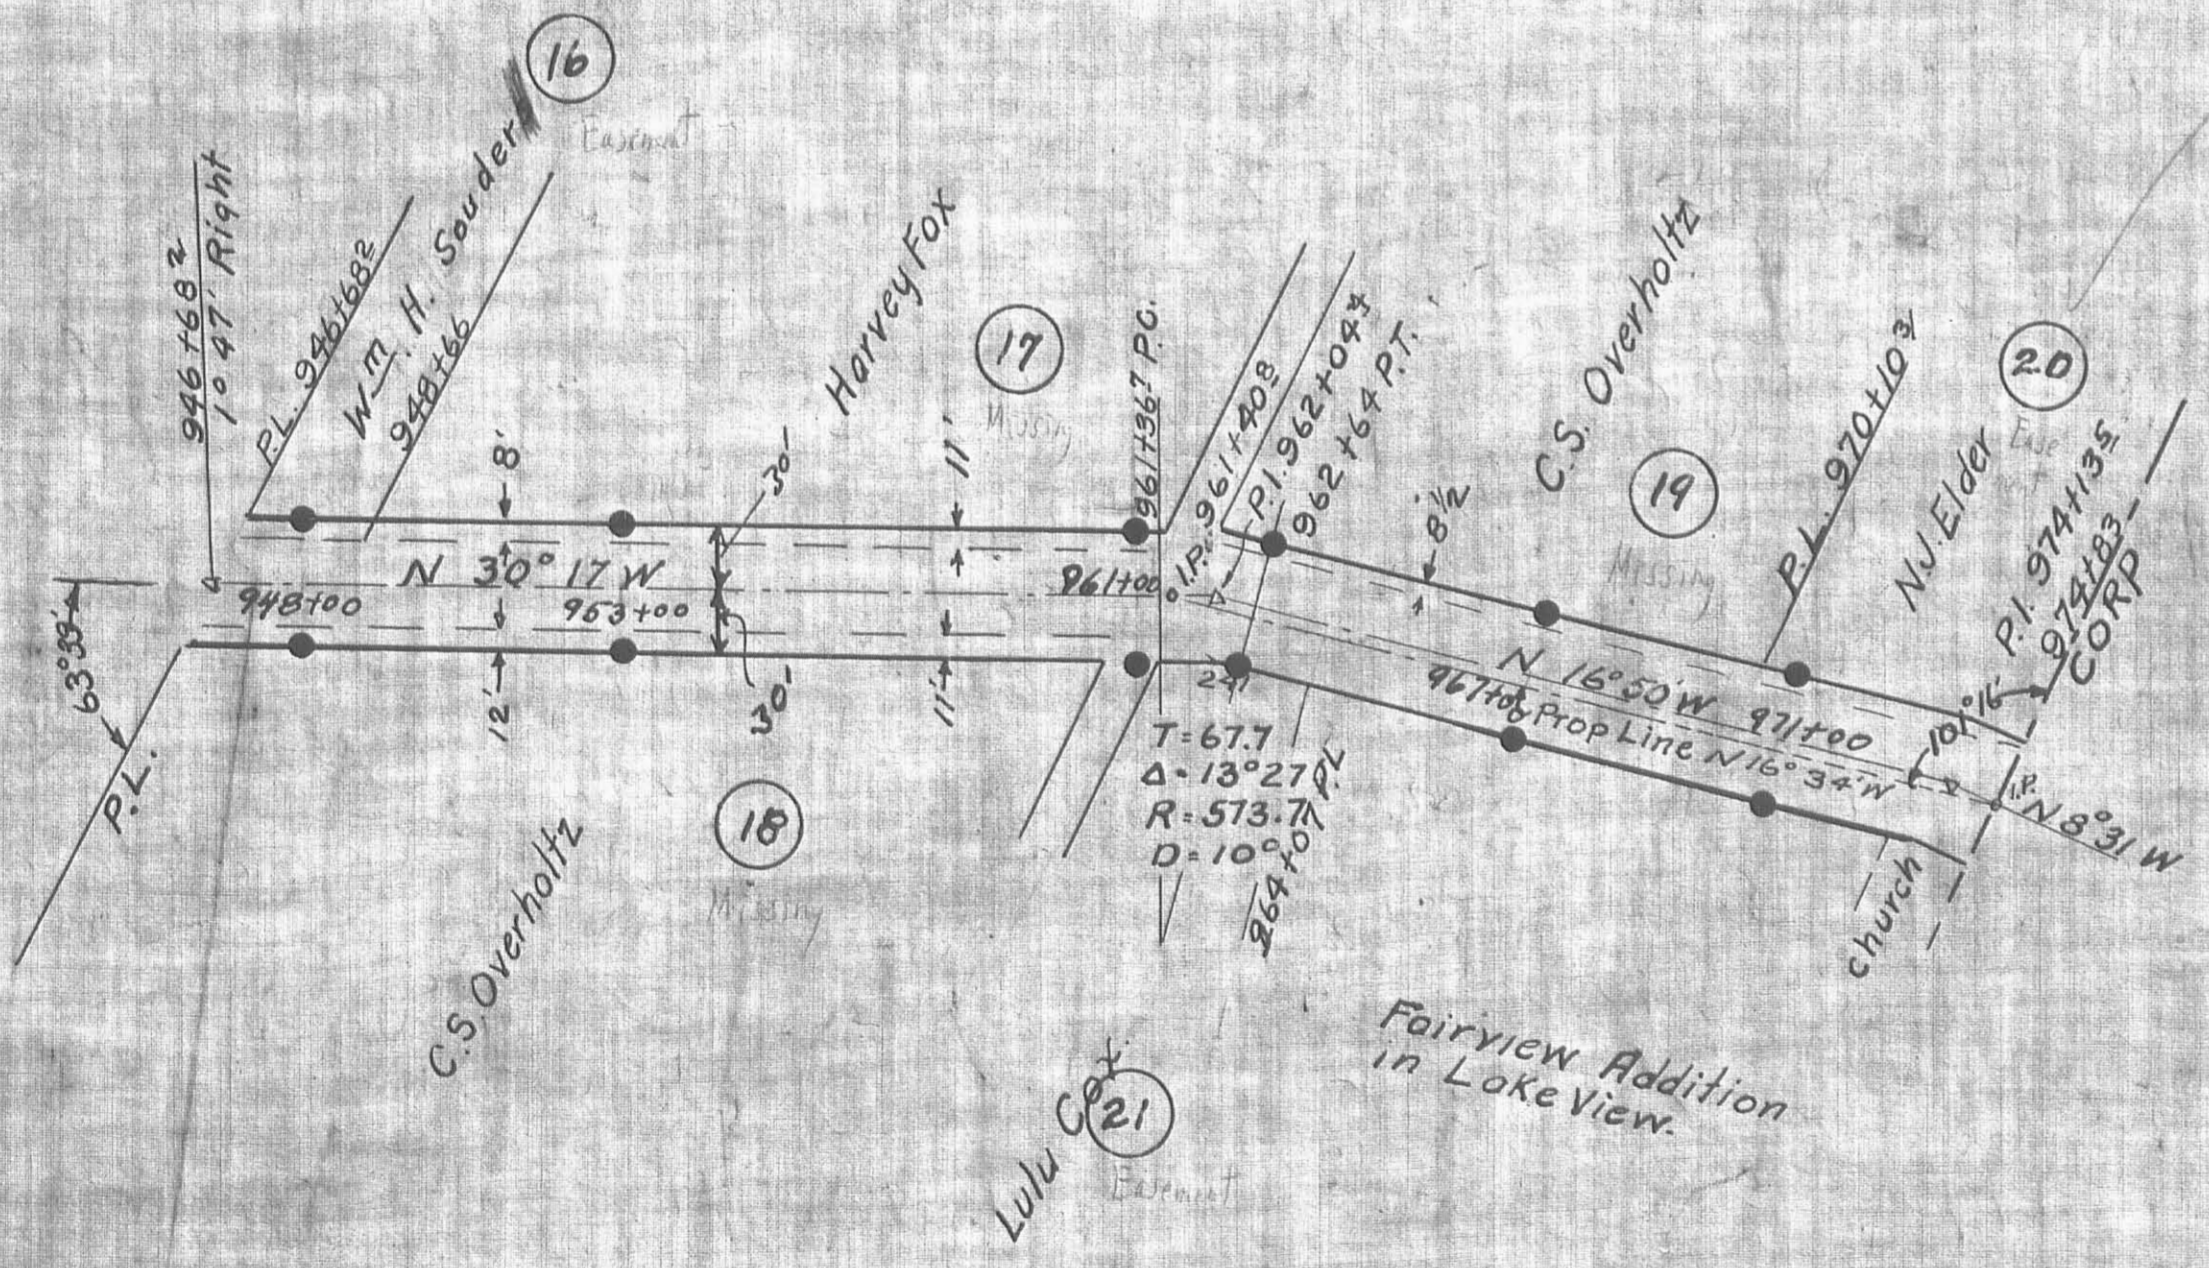 16
Easement
946+68²
1° 47' Right
P.L. 946+68²
Wm. H. Souder
948+66
8'
Harvey Fox
17
Missing
11'
30'
961+36⁷ P.C.
I.P. 961+40⁸
P.I. 962+04⁴
962+64 P.T.
8½'
C.S. Overholtz
19
Missing
P.L. 970+10³
N.J. Elder
20
Easement
P.I. 974+13⁵
974+83
CORP
63°33'
P.L.
N 30° 17 W
948+00
953+00
961+00
12'
30'
11'
241
N 16°50' W
967+00
971+00
Prop Line N 16° 34' W
101°16'
I.P.
N 8°31 W
T=67.7
Δ=13°27'
R=573.7
D=10°
964+07 P.L.
church
C.S. Overholtz
18
Missing
Lulu Cox.
21
Easement
Fairview Addition
in Lake View.